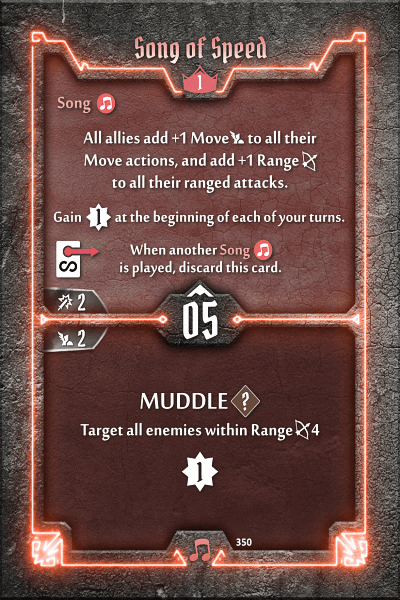 Song of Speed
1
Song
All allies add +1 Move to all their
Move actions, and add +1 Range
to all their ranged attacks.
Gain 1 at the beginning of each of your turns.
When another Song
is played, discard this card.
2
05
2
MUDDLE ?
Target all enemies within Range 4
1
350